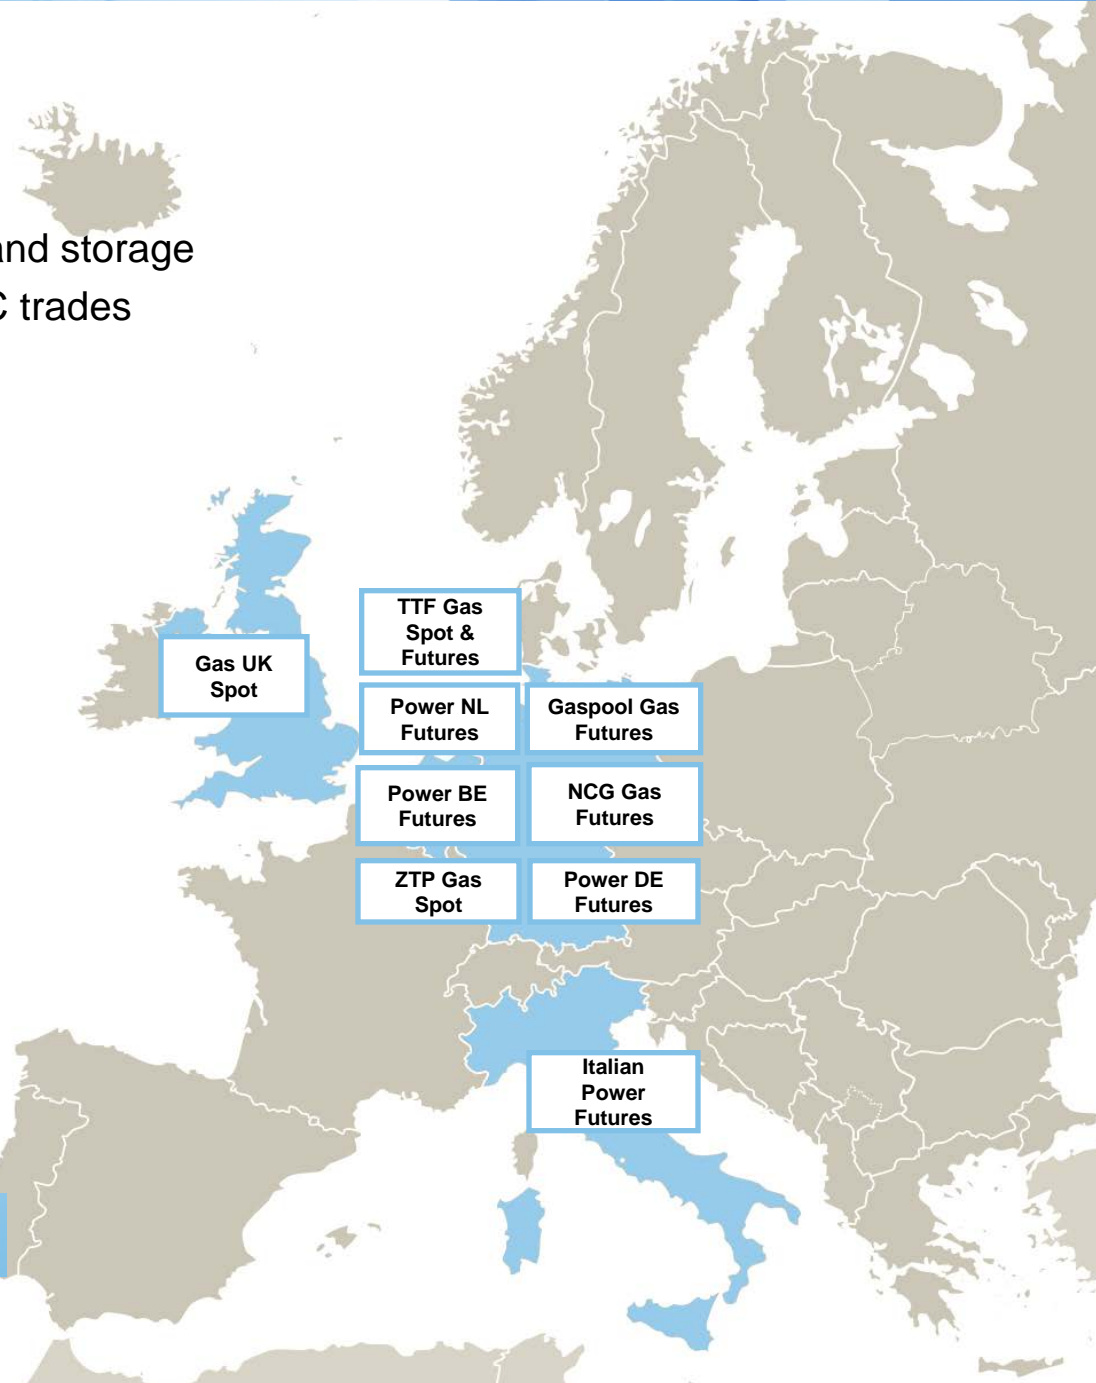 and storage
C trades
TTF Gas
Spot &
Futures
Gas UK
Spot
Power NL
Futures
Gaspool Gas
Futures
Power BE
Futures
NCG Gas
Futures
ZTP Gas
Spot
Power DE
Futures
Italian
Power
Futures